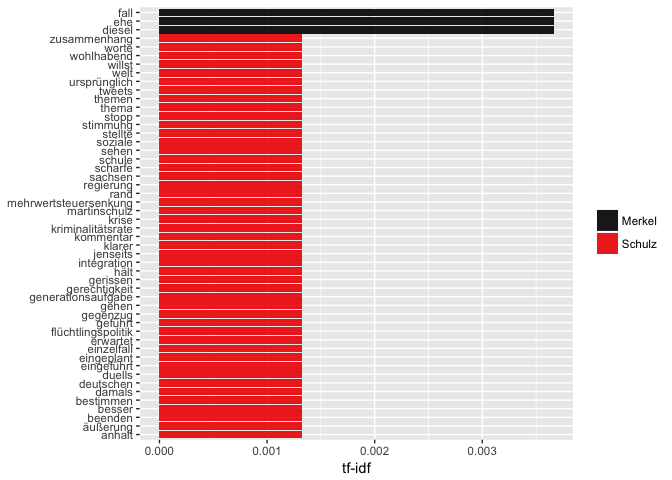 fall
ehe
diesel
zusammenhang
worte
wohlhabend
willst
welt
ursprünglich
tweets
themen
thema
stopp
stimmung
stellte
soziale
sehen
schule
scharfe
sachsen
regierung
rand
mehrwertsteuersenkung
martinschulz
krise
kriminalitätsrate
kommentar
klarer
jenseits
integration
hält
gerissen
gerechtigkeit
generationsaufgabe
gehen
gegenzug
geführt
flüchtlingspolitik
erwartet
einzelfall
eingeplant
eingeführt
duells
deutschen
damals
bestimmen
besser
beenden
äußerung
anhalt
0.000 0.001 0.002 0.003
tf-idf
Merkel
Schulz